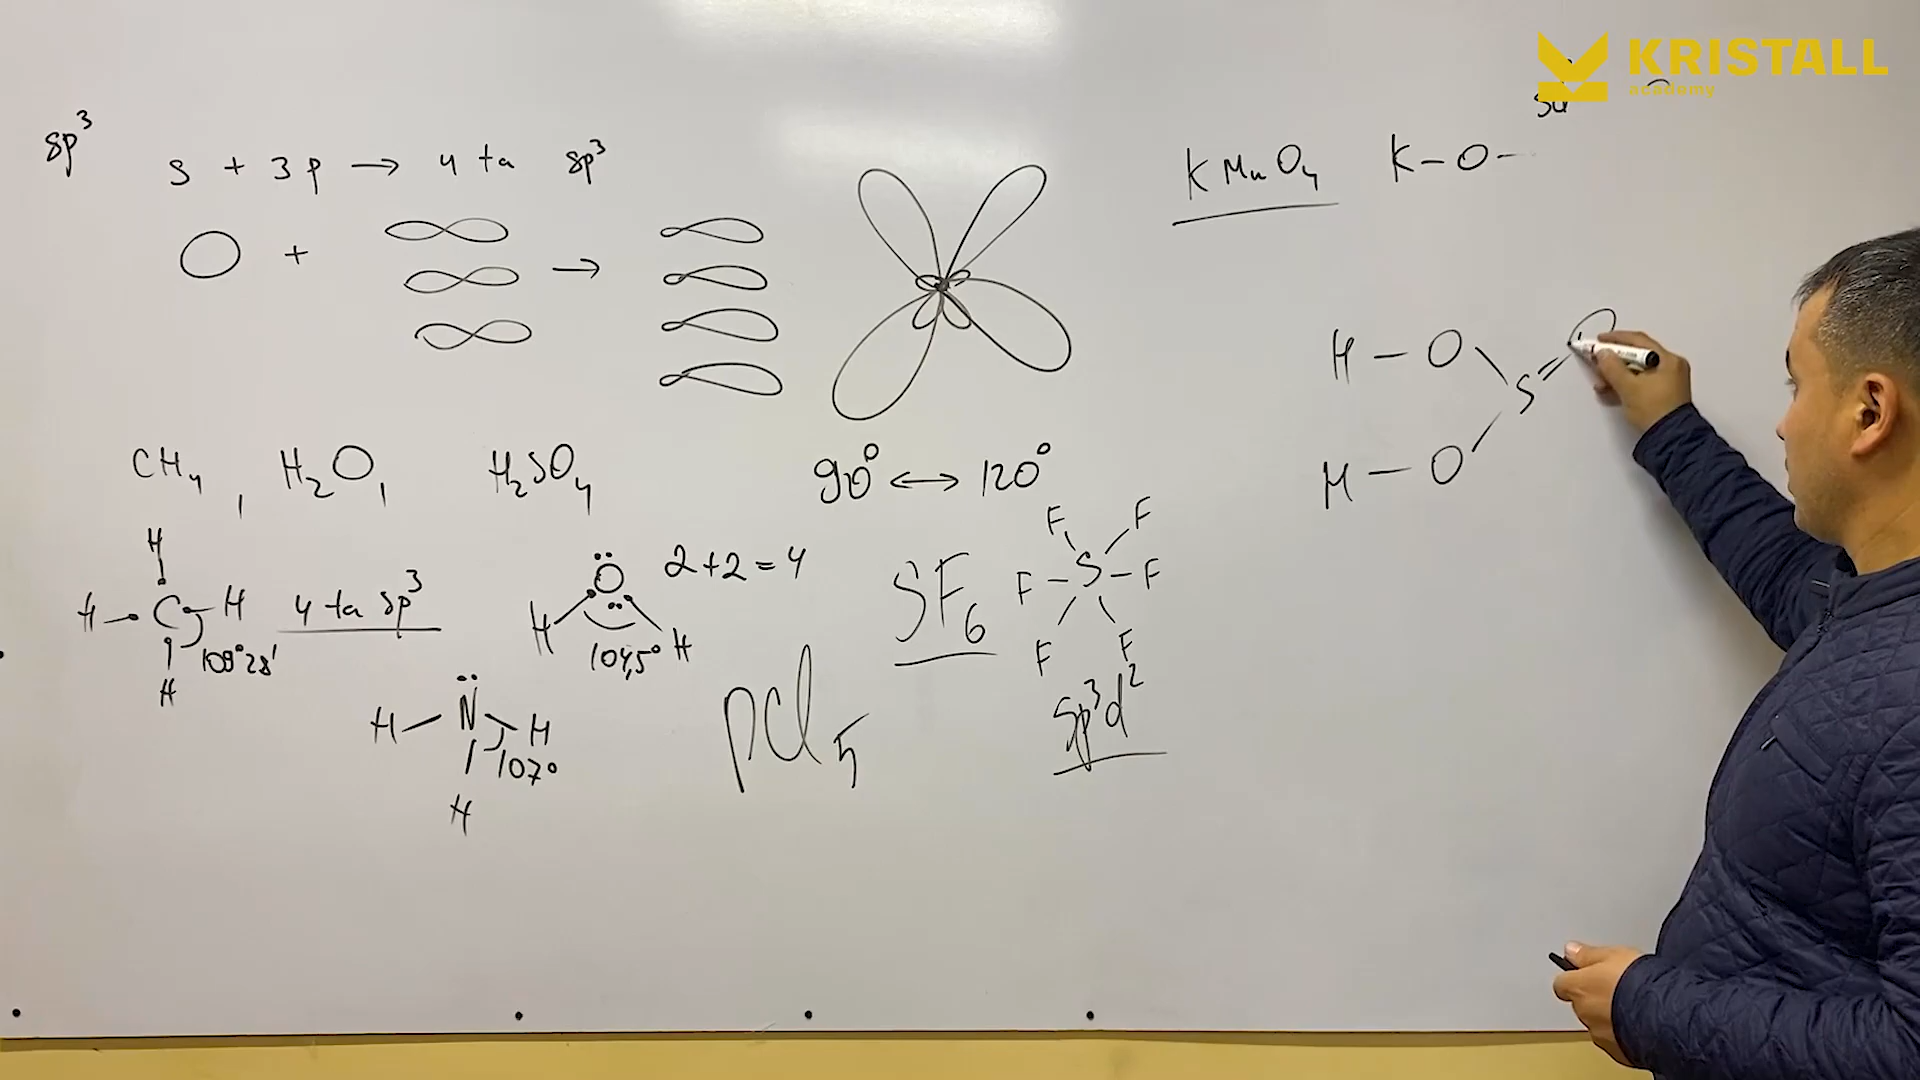 KRISTALL
academy
sp³
s + 3p → 4 ta sp³
+ →
KMnO₄ K–O–
CH₄, H₂O, H₂SO₄
90° ↔ 120°
H–O
S=O
H–O
H
H C H 109°28'
H
4 ta sp³
O
H H
104,5°
2+2=4
SF₆
F F
F–S–F
F F
sp³d²
H N H
107°
H
PCl₅